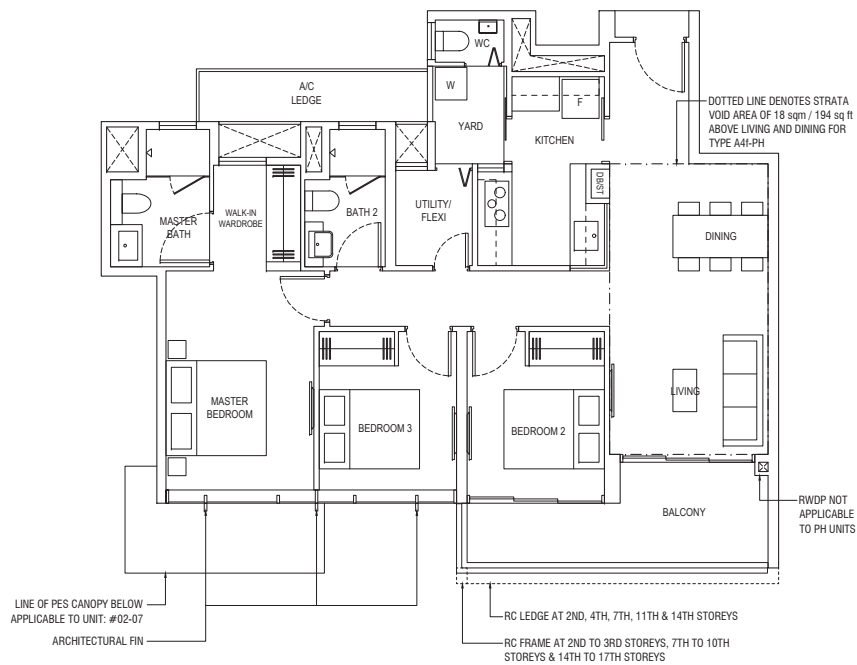 WC
A/C
LEDGE
W
F
YARD
KITCHEN
DOTTED LINE DENOTES STRATA
VOID AREA OF 18 sqm / 194 sq ft
ABOVE LIVING AND DINING FOR
TYPE A4f-PH
DB/ST
MASTER
BATH
WALK-IN
WARDROBE
BATH 2
UTILITY/
FLEXI
DINING
MASTER
BEDROOM
BEDROOM 3
BEDROOM 2
LIVING
BALCONY
RWDP NOT
APPLICABLE
TO PH UNITS
LINE OF PES CANOPY BELOW
APPLICABLE TO UNIT: #02-07
ARCHITECTURAL FIN
RC LEDGE AT 2ND, 4TH, 7TH, 11TH & 14TH STOREYS
RC FRAME AT 2ND TO 3RD STOREYS, 7TH TO 10TH
STOREYS & 14TH TO 17TH STOREYS